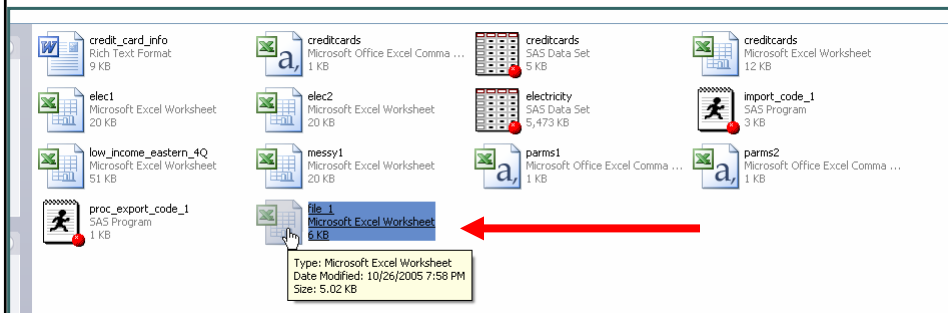 credit_card_info
Rich Text Format
9 KB
creditcards
Microsoft Office Excel Comma ...
1 KB
creditcards
SAS Data Set
5 KB
creditcards
Microsoft Excel Worksheet
12 KB
elec1
Microsoft Excel Worksheet
20 KB
elec2
Microsoft Excel Worksheet
20 KB
electricity
SAS Data Set
5,473 KB
import_code_1
SAS Program
3 KB
low_income_eastern_4Q
Microsoft Excel Worksheet
51 KB
messy1
Microsoft Excel Worksheet
20 KB
parms1
Microsoft Office Excel Comma ...
1 KB
parms2
Microsoft Office Excel Comma ...
1 KB
proc_export_code_1
SAS Program
1 KB
file_1
Microsoft Excel Worksheet
6 KB
Type: Microsoft Excel Worksheet
Date Modified: 10/26/2005 7:58 PM
Size: 5.02 KB